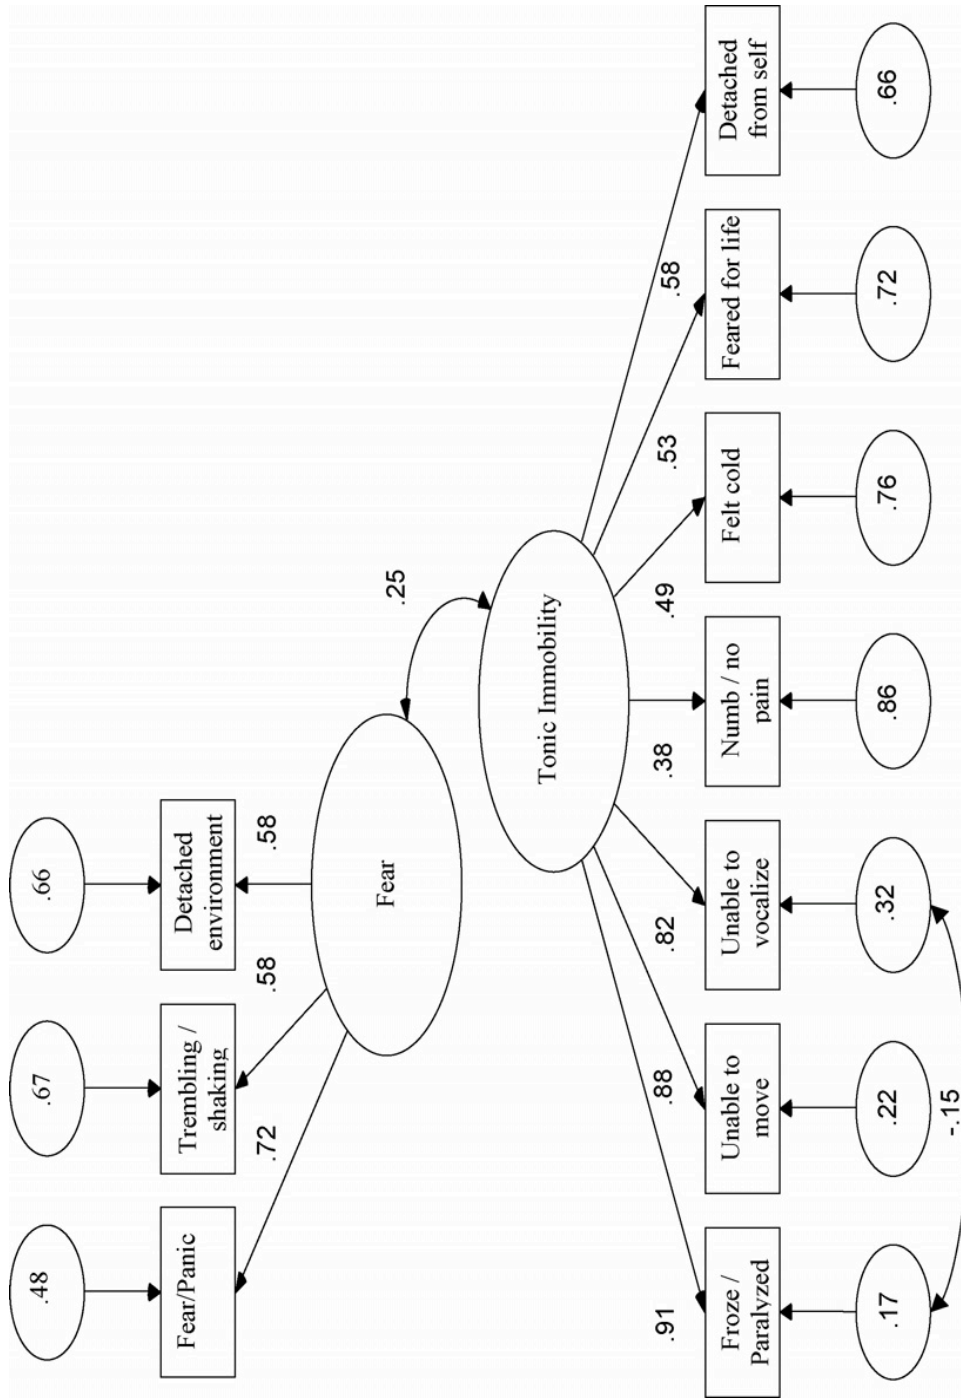 .48
.67
.66
Fear/Panic
Trembling /
shaking
Detached
environment
.72
.58
.58
Fear
.25
Tonic Immobility
.91
.88
.82
.38
.49
.53
.58
Froze /
Paralyzed
Unable to
move
Unable to
vocalize
Numb / no
pain
Felt cold
Feared for life
Detached
from self
.17
.22
.32
.86
.76
.72
.66
-.15